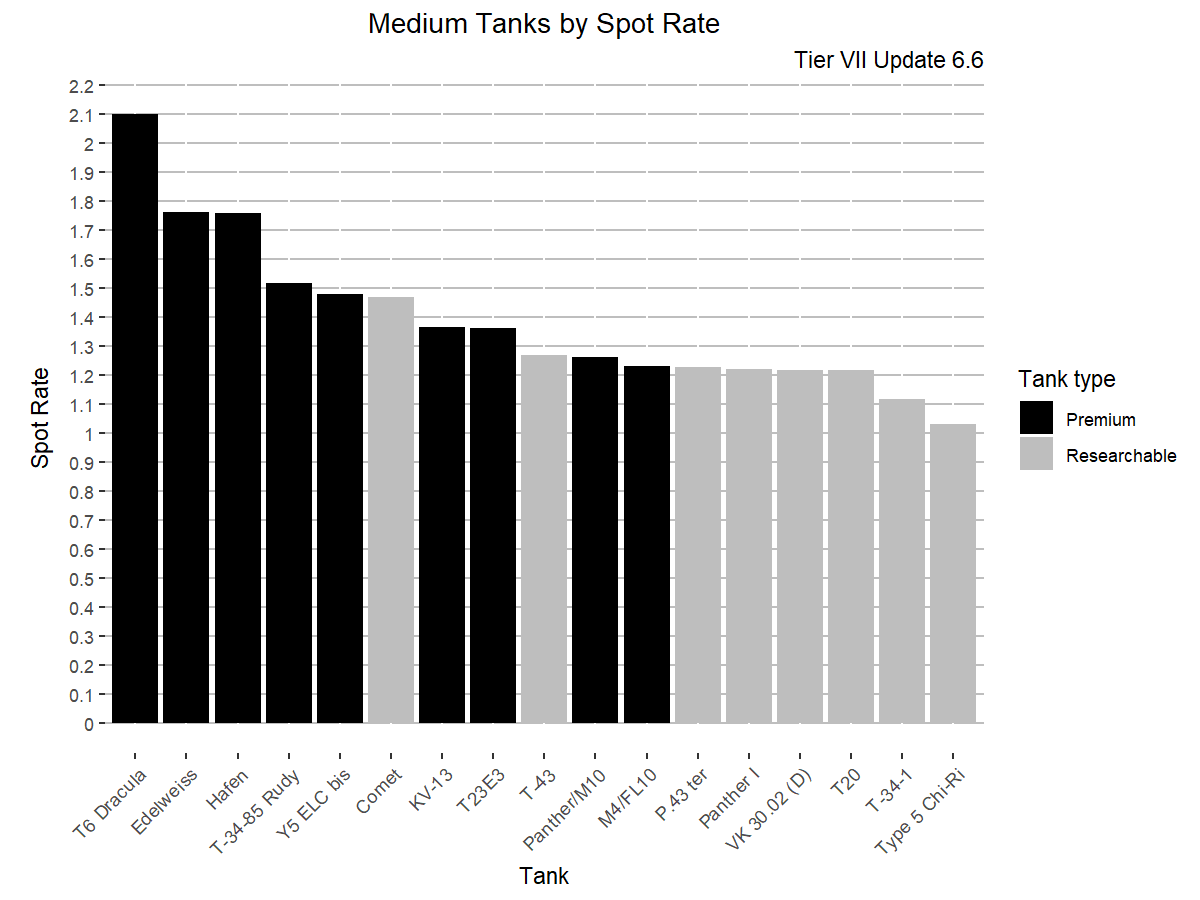 Medium Tanks by Spot Rate
Tier VII Update 6.6
2.2
2.1
2
1.9
1.8
1.7
1.6
1.5
1.4
1.3
1.2
1.1
1
0.9
0.8
0.7
0.6
0.5
0.4
0.3
0.2
0.1
0
Spot Rate
T6 Dracula
Edelweiss
Hafen
T-34-85 Rudy
Y5 ELC bis
Comet
KV-13
T23E3
T-43
Panther/M10
M4/FL10
P.43 ter
Panther I
VK 30.02 (D)
T20
T-34-1
Type 5 Chi-Ri
Tank
Tank type
Premium
Researchable